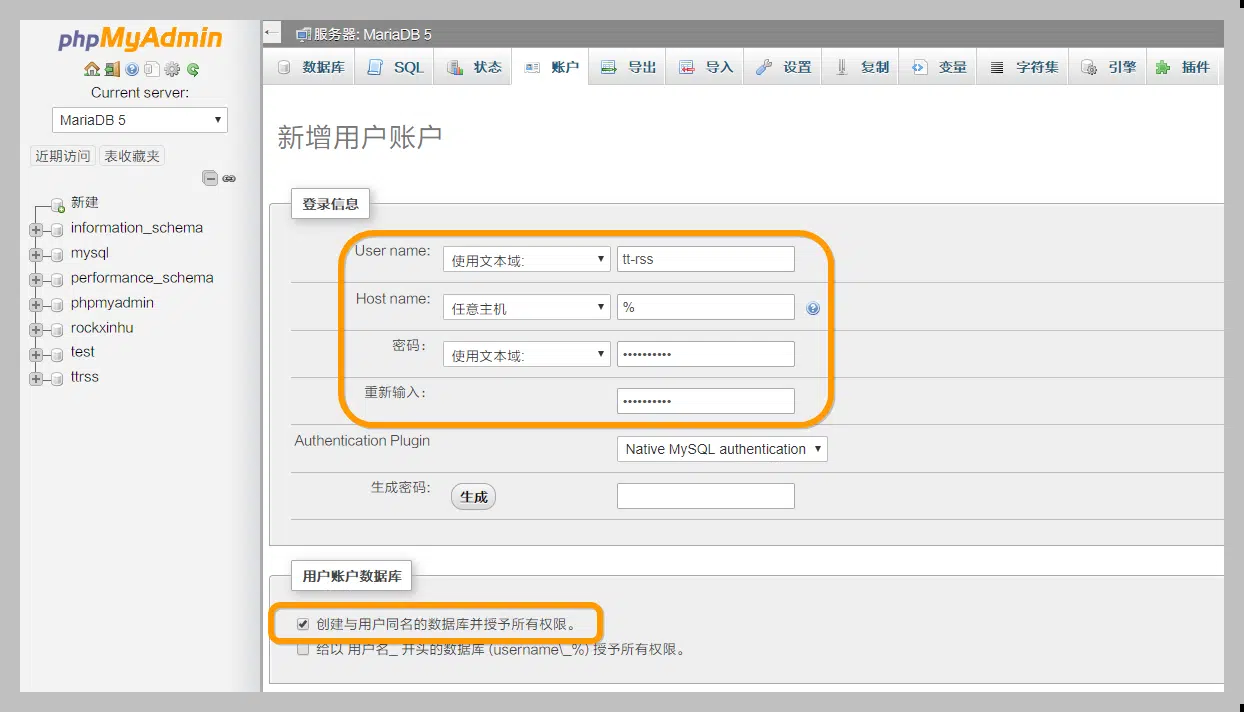 phpMyAdmin
Current server:
MariaDB 5
近期访问 表收藏夹
新建
information_schema
mysql
performance_schema
phpmyadmin
rockxinhu
test
ttrss
服务器: MariaDB 5
数据库 SQL 状态 账户 导出 导入 设置 复制 变量 字符集 引擎 插件
新增用户账户
登录信息
User name: 使用文本域: tt-rss
Host name: 任意主机 %
密码: 使用文本域: ••••••••••
重新输入: ••••••••••
Authentication Plugin Native MySQL authentication
生成密码: 生成
用户账户数据库
创建与用户同名的数据库并授予所有权限。
给以 用户名_ 开头的数据库 (username\_%) 授予所有权限。